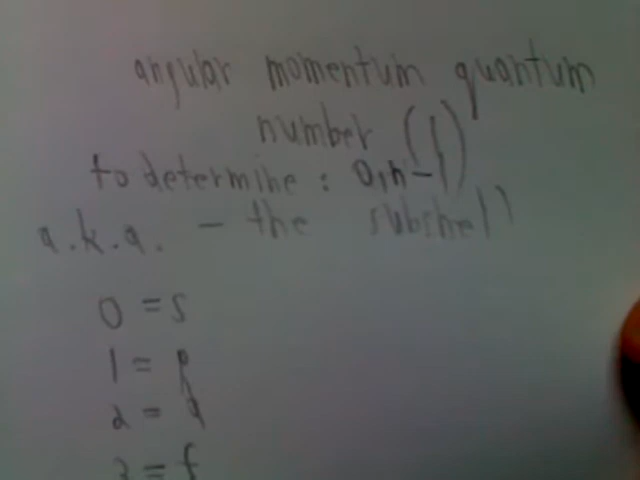 angular momentum quantum
number (l)
to determine : 0, n-1
a.k.a. - the subshell
0 = s
1 = p
2 = d
3 = f